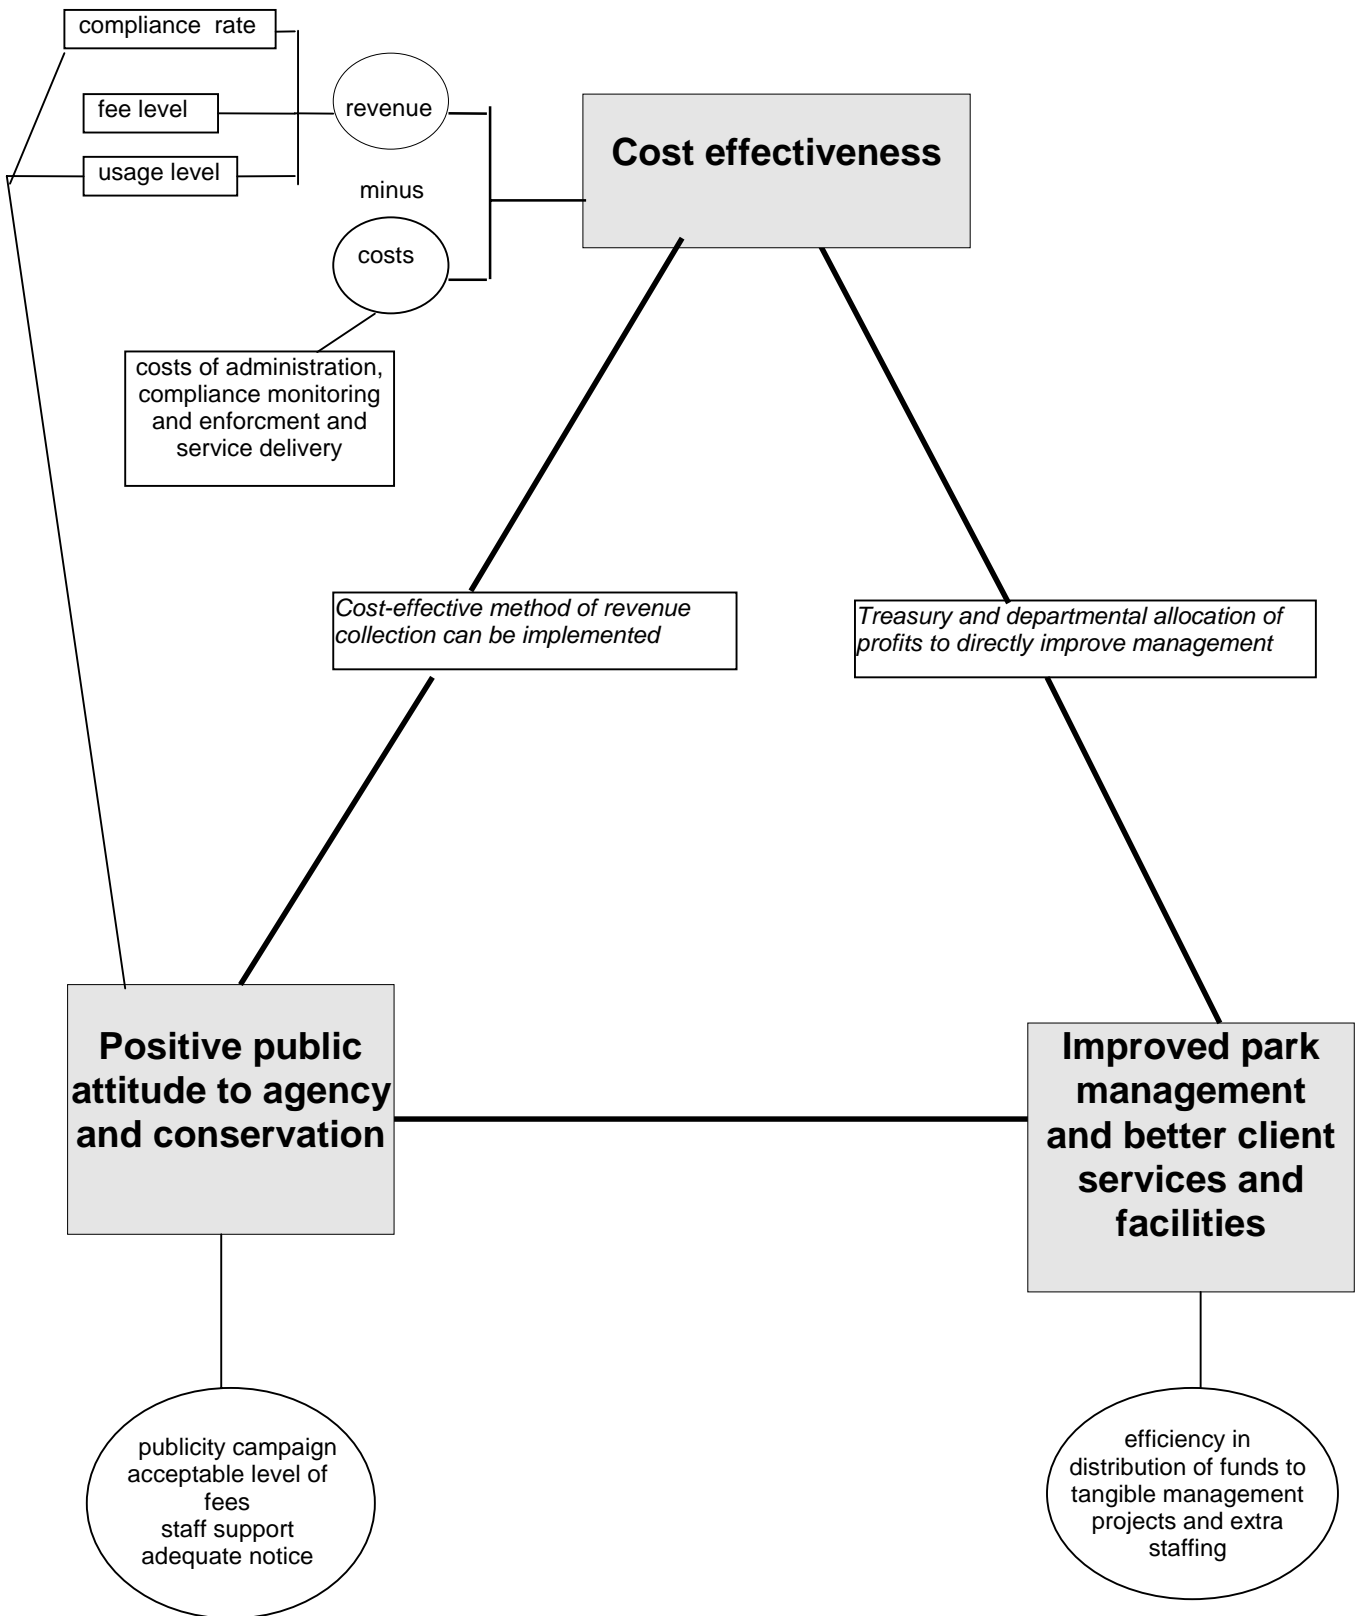 compliance rate
fee level
usage level
revenue
minus
costs
costs of administration,
compliance monitoring
and enforcment and
service delivery
Cost effectiveness
Cost-effective method of revenue
collection can be implemented
Treasury and departmental allocation of
profits to directly improve management
Positive public
attitude to agency
and conservation
Improved park
management
and better client
services and
facilities
publicity campaign
acceptable level of
fees
staff support
adequate notice
efficiency in
distribution of funds to
tangible management
projects and extra
staffing